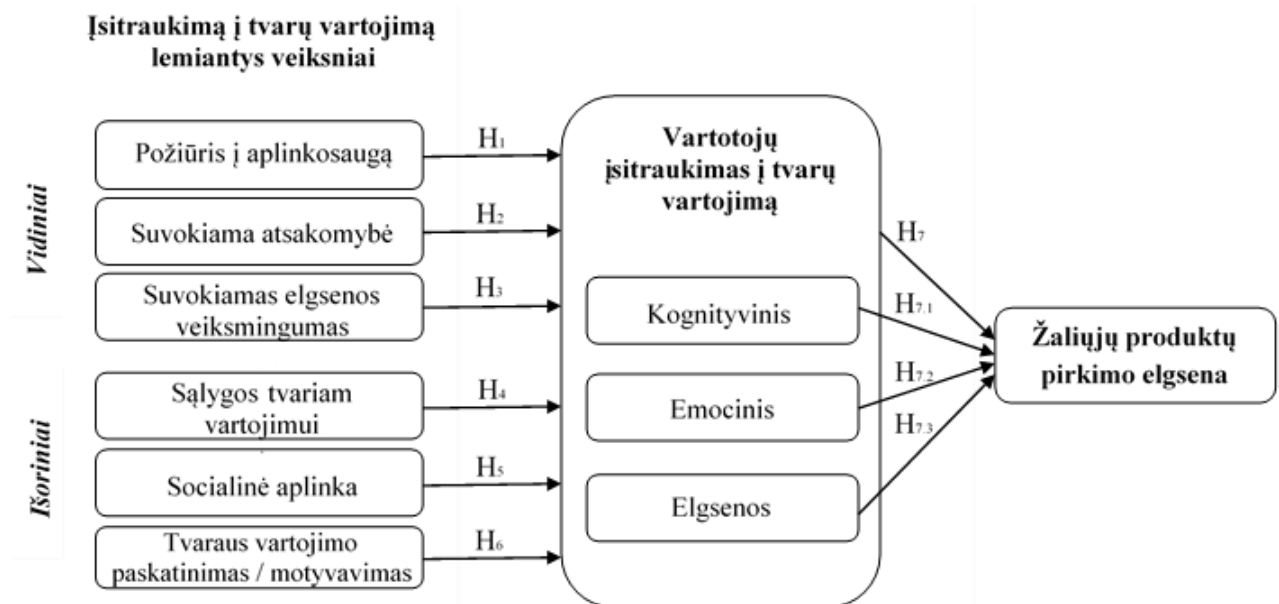 Įsitraukimą į tvarų vartojimą
lemiantys veiksniai
Vidiniai
Požiūris į aplinkosaugą
H1
Suvokiama atsakomybė
H2
Suvokiamas elgsenos
veiksmingumas
H3
Išoriniai
Sąlygos tvariam
vartojimui
H4
Socialinė aplinka
H5
Tvaraus vartojimo
paskatinimas / motyvavimas
H6
Vartotojų
įsitraukimas į tvarų
vartojimą
Kognityvinis
Emocinis
Elgsenos
H7
H7.1
H7.2
H7.3
Žaliųjų produktų
pirkimo elgsena